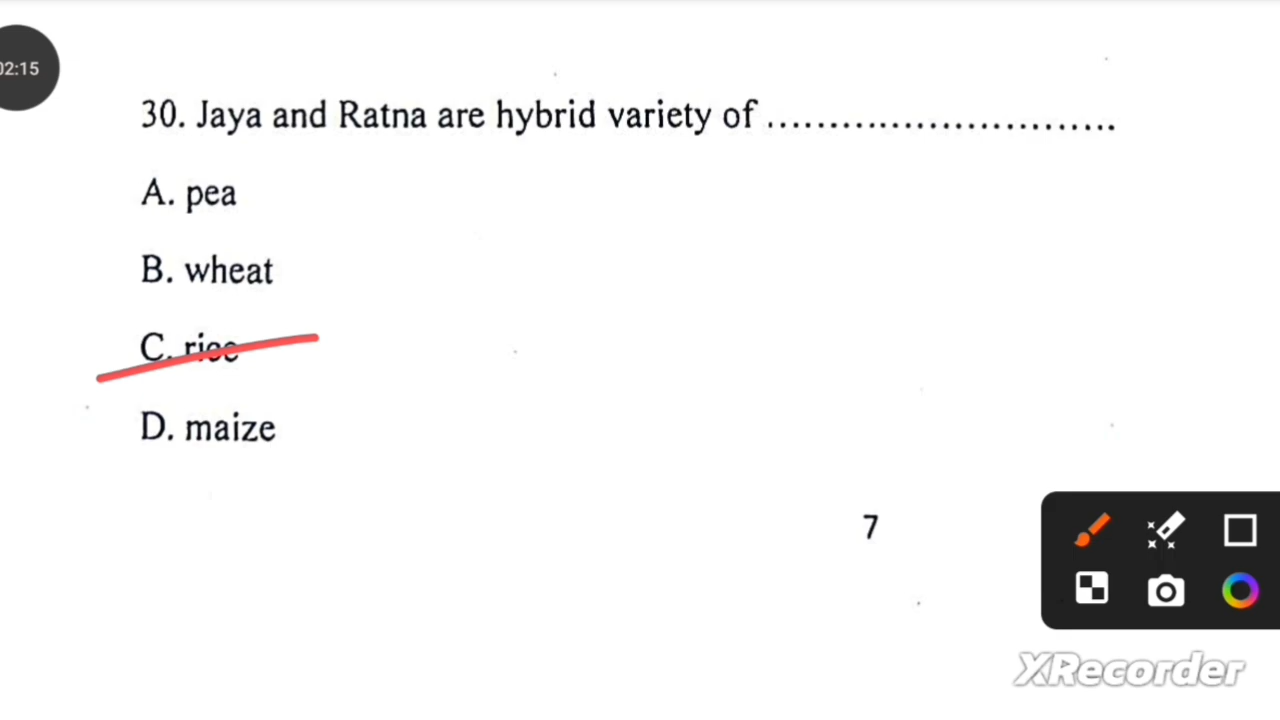 02:15
30. Jaya and Ratna are hybrid variety of ............................
A. pea
B. wheat
C. rice
D. maize
7
XRecorder